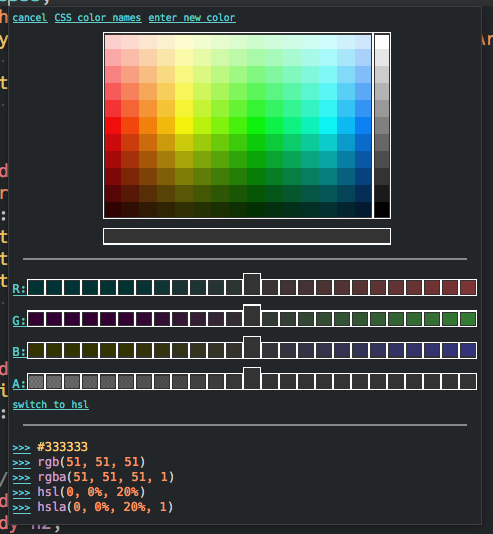 cancel CSS color names enter new color
R:
G:
B:
A:
switch to hsl
>>> #333333
>>> rgb(51, 51, 51)
>>> rgba(51, 51, 51, 1)
>>> hsl(0, 0%, 20%)
>>> hsla(0, 0%, 20%, 1)